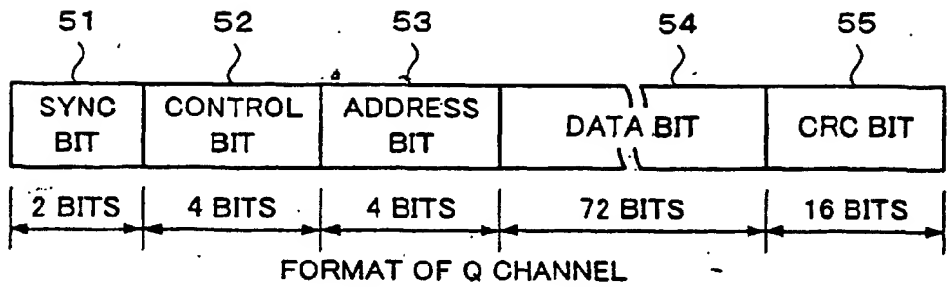 51 52 53 54 55
SYNC BIT
CONTROL BIT
ADDRESS BIT
DATA BIT
CRC BIT
2 BITS 4 BITS 4 BITS 72 BITS 16 BITS
FORMAT OF Q CHANNEL